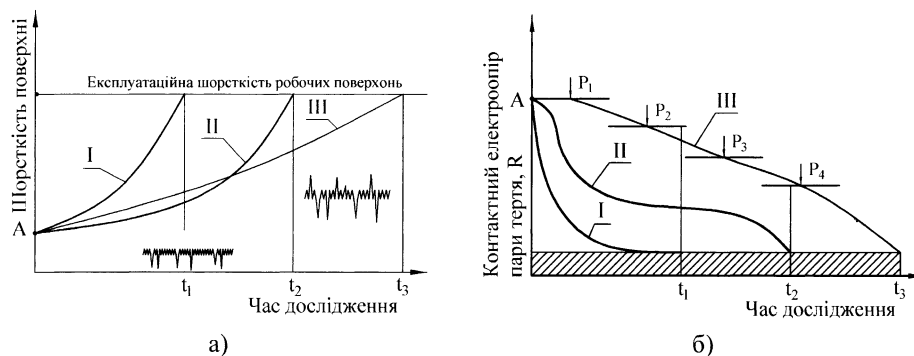 Шорсткість поверхні
Експлуатаційна шорсткість робочих поверхонь
I
II
III
A
t1
t2
t3
Час дослідження
а)
Контактний електроопір
пари тертя, R
A
P1
P2
III
P3
II
P4
I
t1
t2
t3
Час дослідження
б)